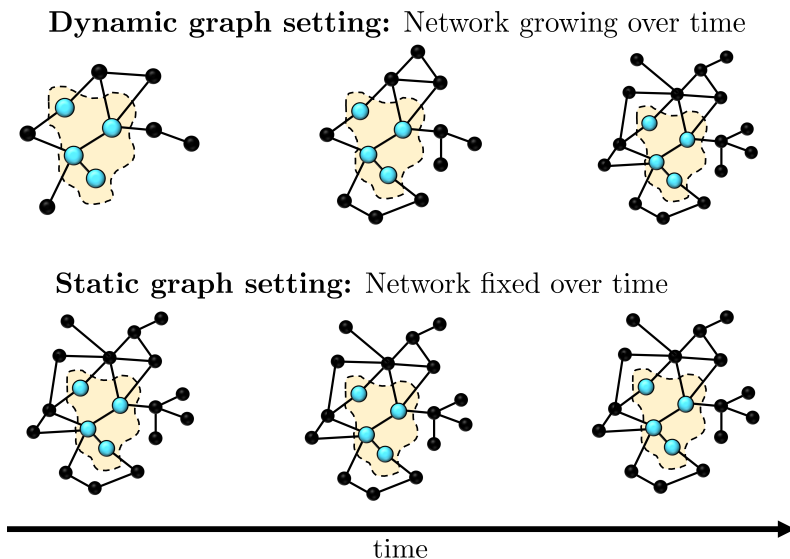 Dynamic graph setting: Network growing over time
Static graph setting: Network fixed over time
time